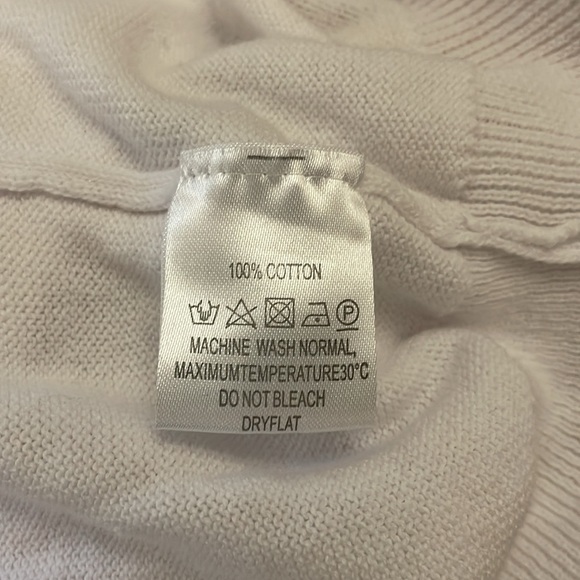 100% COTTON
P
MACHINE WASH NORMAL,
MAXIMUMTEMPERATURE30°C
DO NOT BLEACH
DRYFLAT